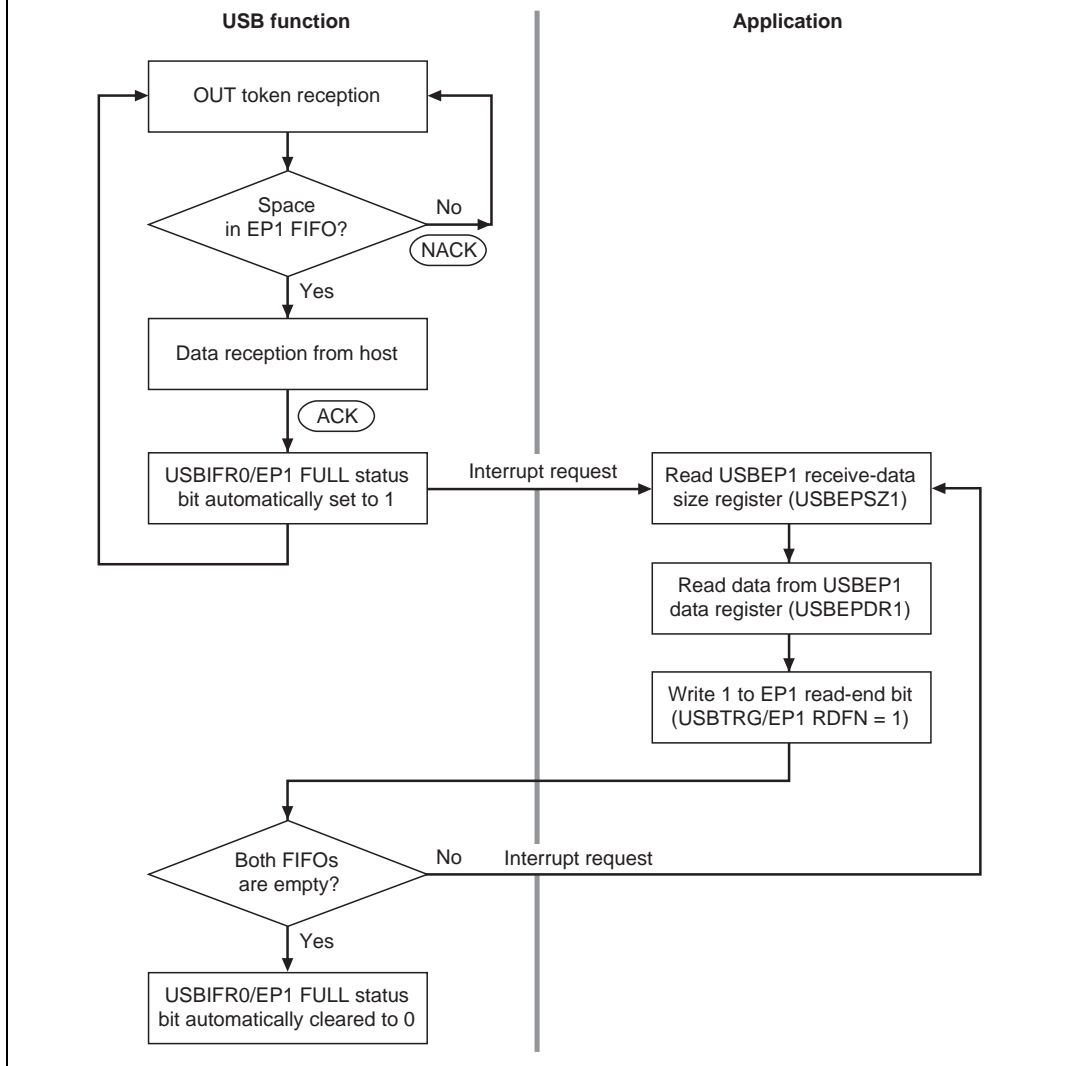 USB function
Application
OUT token reception
Space
in EP1 FIFO?
No
NACK
Yes
Data reception from host
ACK
USBIFR0/EP1 FULL status
bit automatically set to 1
Interrupt request
Read USBEP1 receive-data
size register (USBEPSZ1)
Read data from USBEP1
data register (USBEPDR1)
Write 1 to EP1 read-end bit
(USBTRG/EP1 RDFN = 1)
Both FIFOs
are empty?
No
Interrupt request
Yes
USBIFR0/EP1 FULL status
bit automatically cleared to 0